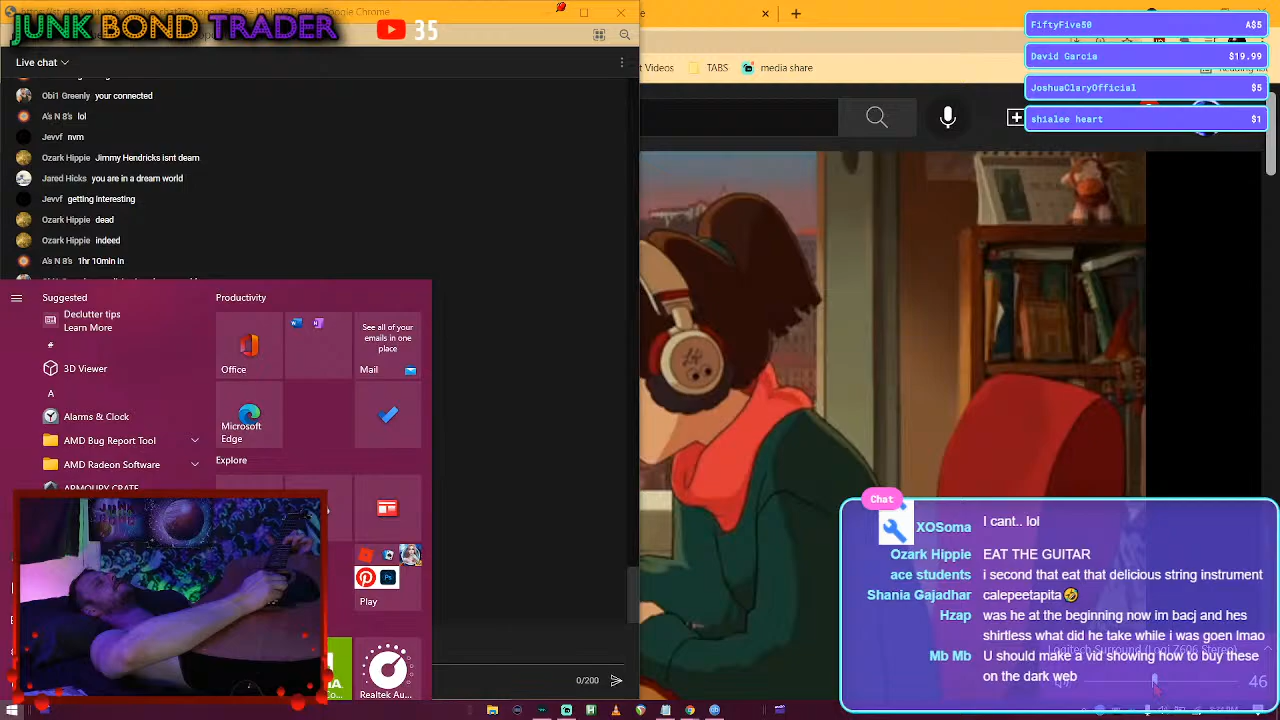 JUNK BOND TRADER
35
Live chat
Obi1 Greenly your connected
A's N 8's lol
Jevvf nvm
Ozark Hippie Jimmy Hendricks isnt deam
Jared Hicks you are in a dream world
Jevvf getting interesting
Ozark Hippie dead
Ozark Hippie indeed
A's N 8's 1hr 10min in
Suggested
Declutter tips
Learn More
#
3D Viewer
A
Alarms & Clock
AMD Bug Report Tool
AMD Radeon Software
ARMOURY CRATE
Productivity
Office
See all of your
emails in one
place
Mail
Microsoft
Edge
Explore
Play
Realtek Au...
0/200
t Videos
TABS
media share
FiftyFive50 A$5
David Garcia $19.99
JoshuaClaryOfficial $5
shialee heart $1
Chat
XOSoma I cant.. lol
Ozark Hippie EAT THE GUITAR
ace students i second that eat that delicious string instrument
Shania Gajadhar calepeetapita🤣
Hzap was he at the beginning now im bacj and hes
shirtless what did he take while i was goen lmao
Logitech Surround (Logi Z606 Stereo)
Mb Mb U should make a vid showing how to buy these
on the dark web
46